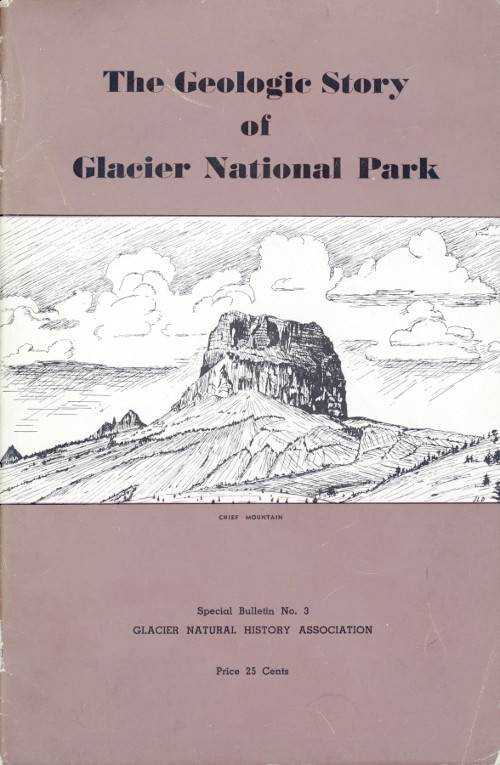 The Geologic Story
of
Glacier National Park
CHIEF MOUNTAIN
Special Bulletin No. 3
GLACIER NATURAL HISTORY ASSOCIATION
Price 25 Cents